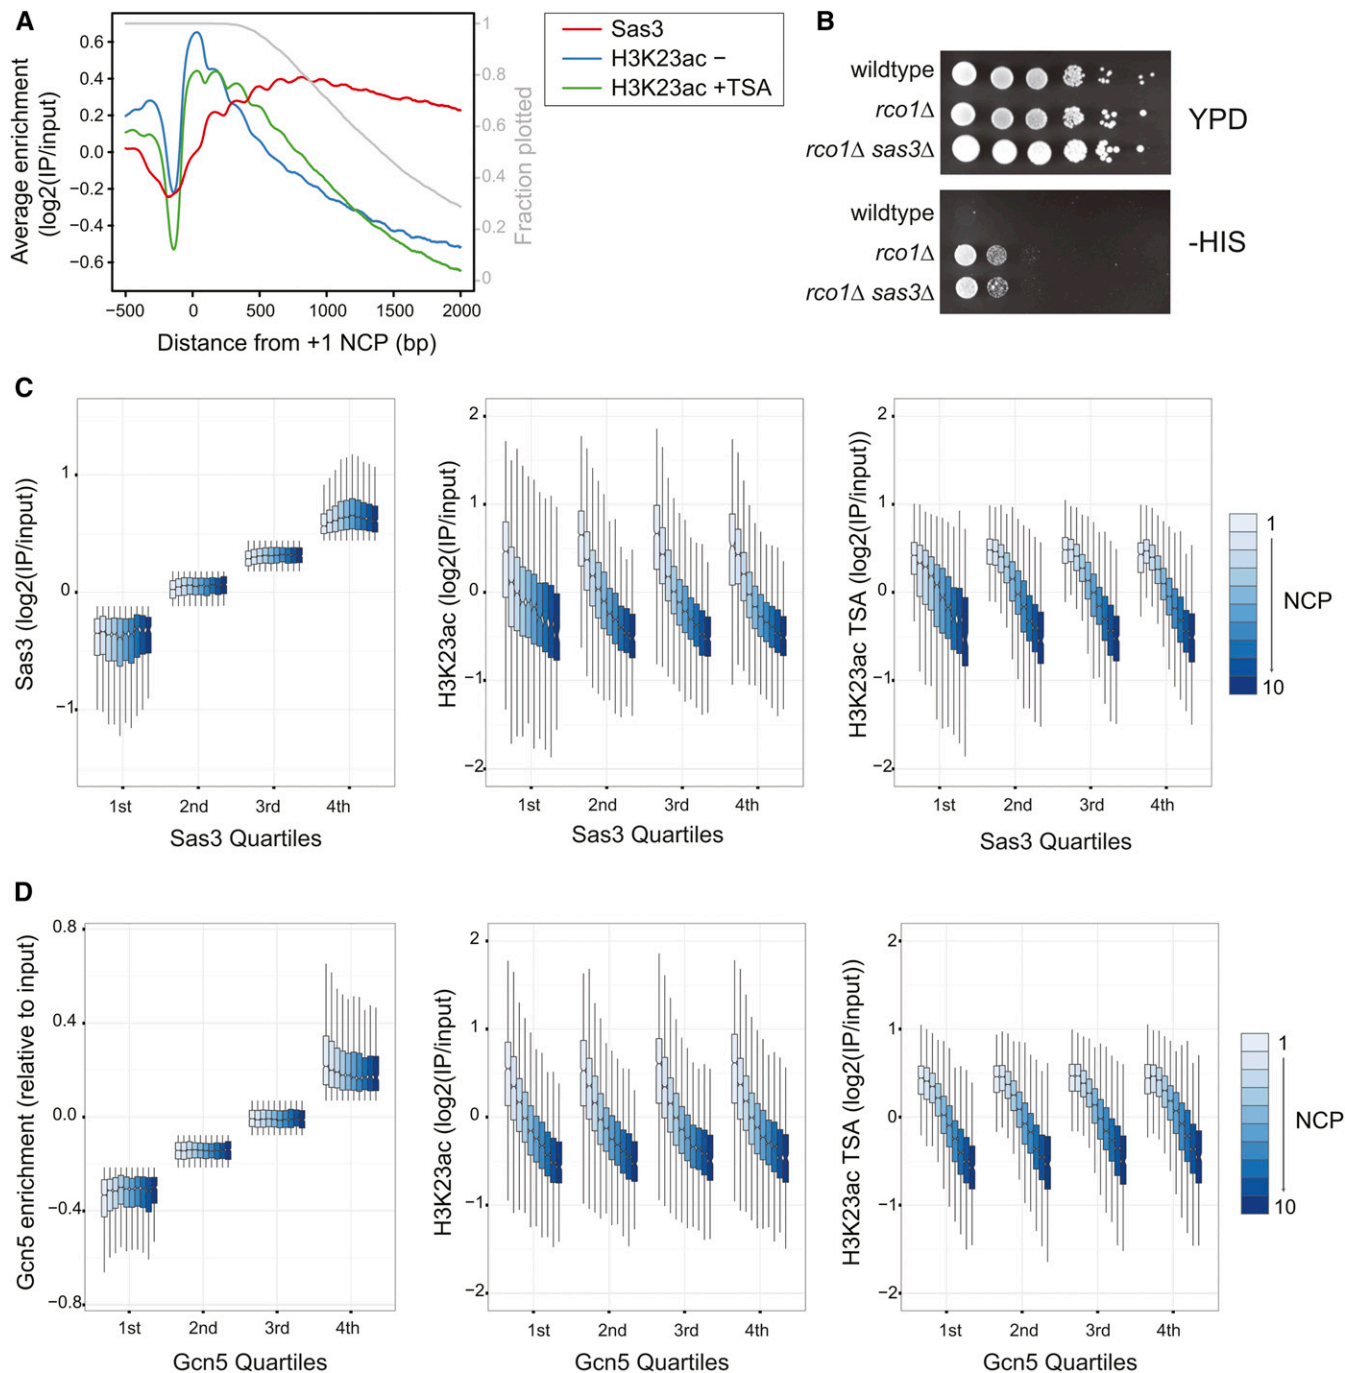 A
Average enrichment
(log2(IP/input)
0.6
0.4
0.2
0.0
−0.2
−0.4
−0.6
1
0.8
0.6
0.4
0.2
0
Fraction plotted
−500 0 500 1000 1500 2000
Distance from +1 NCP (bp)
Sas3
H3K23ac −
H3K23ac +TSA
B
wildtype
rco1Δ
rco1Δ sas3Δ
YPD
wildtype
rco1Δ
rco1Δ sas3Δ
-HIS
C
Sas3 (log2(IP/input))
1
0
−1
1st 2nd 3rd 4th
Sas3 Quartiles
H3K23ac (log2(IP/input)
2
1
0
−1
−2
1st 2nd 3rd 4th
Sas3 Quartiles
H3K23ac TSA (log2(IP/input))
2
1
0
−1
−2
1st 2nd 3rd 4th
Sas3 Quartiles
1
NCP
10
D
Gcn5 enrichment (relative to input)
0.8
0.4
0.0
−0.4
−0.8
1st 2nd 3rd 4th
Gcn5 Quartiles
H3K23ac (log2(IP/input)
2
1
0
−1
−2
1st 2nd 3rd 4th
Gcn5 Quartiles
H3K23ac TSA (log2(IP/input))
2
1
0
−1
−2
1st 2nd 3rd 4th
Gcn5 Quartiles
1
NCP
10